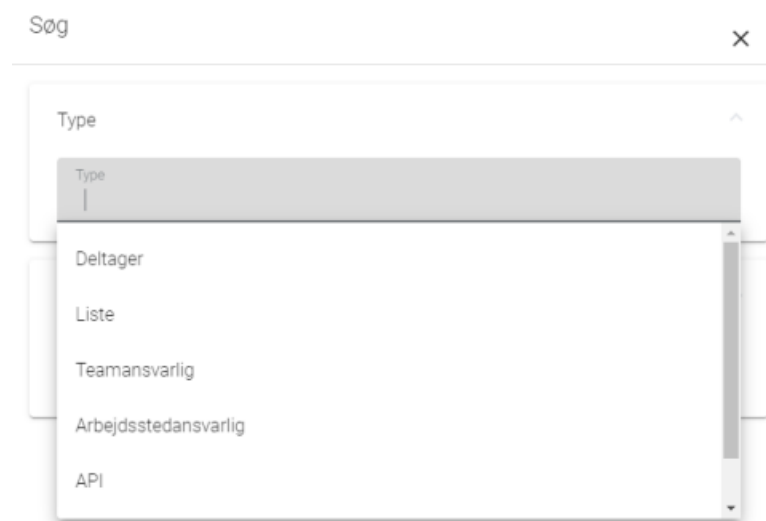 Søg
Type
Type
Deltager
Liste
Teamansvarlig
Arbejdsstedansvarlig
API